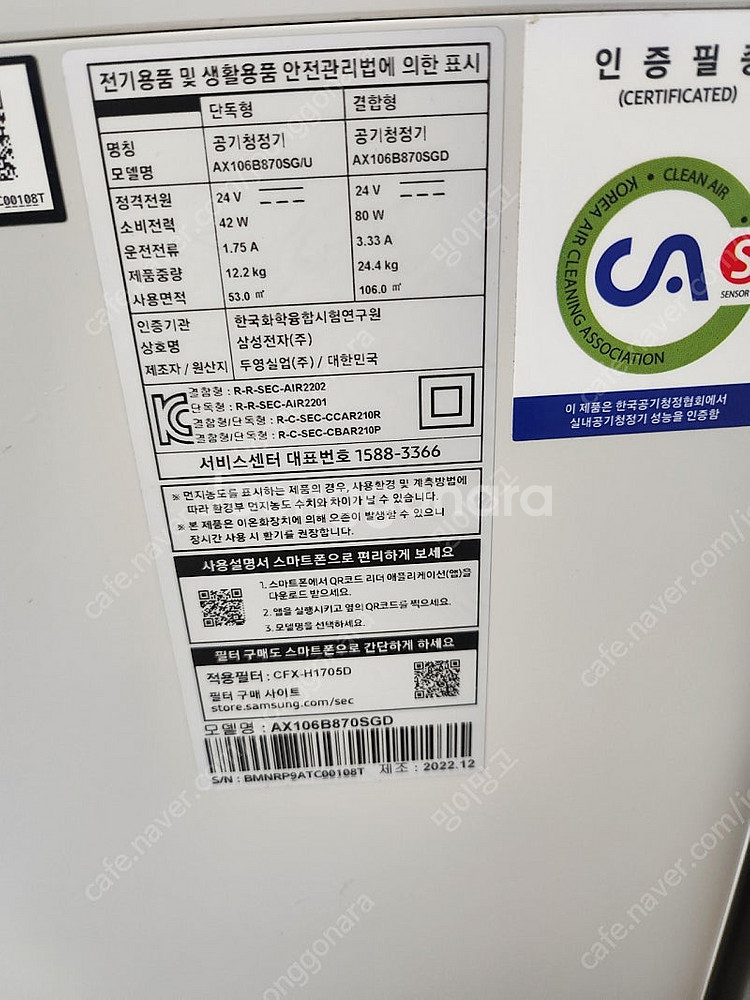 전기용품 및 생활용품 안전관리법에 의한 표시
단독형 결합형
명칭 공기청정기 공기청정기
모델명 AX106B870SG/U AX106B870SGD
정격전원 24 V 24 V
소비전력 42 W 80 W
운전전류 1.75 A 3.33 A
제품중량 12.2 kg 24.4 kg
사용면적 53.0 ㎡ 106.0 ㎡
인증기관 한국화학융합시험연구원
상호명 삼성전자(주)
제조자 / 원산지 두영실업(주) / 대한민국
결합형 : R-R-SEC-AIR2202
단독형 : R-R-SEC-AIR2201
결합형/단독형 : R-C-SEC-CCAR210R
결합형/단독형 : R-C-SEC-CBAR210P
서비스센터 대표번호 1588-3366
※ 먼지농도를 표시하는 제품의 경우, 사용환경 및 계측방법에
따라 환경부 먼지농도 수치와 차이가 날 수 있습니다.
※ 본 제품은 이온화장치에 의해 오존이 발생할 수 있으니
장시간 사용 시 환기를 권장합니다.
사용설명서 스마트폰으로 편리하게 보세요
1. 스마트폰에서 QR코드 리더 애플리케이션(앱)을
다운로드 받으세요.
2. 앱을 실행시키고 옆의 QR코드를 찍으세요.
3. 모델명을 선택하세요.
필터 구매도 스마트폰으로 간단하게 하세요
적용필터 : CFX-H1705D
필터 구매 사이트
store.samsung.com/sec
모델명 : AX106B870SGD
S/N : BMNRP9ATC00108T 제조 : 2022.12
C00108T
인증필
(CERTIFICATED)
KOREA AIR CLEANING ASSOCIATION • CLEAN AIR •
CA
SENSOR
이 제품은 한국공기청정협회에서
실내공기청정기 성능을 인증함
cafe.naver.com/joonggonara
밍이밍고